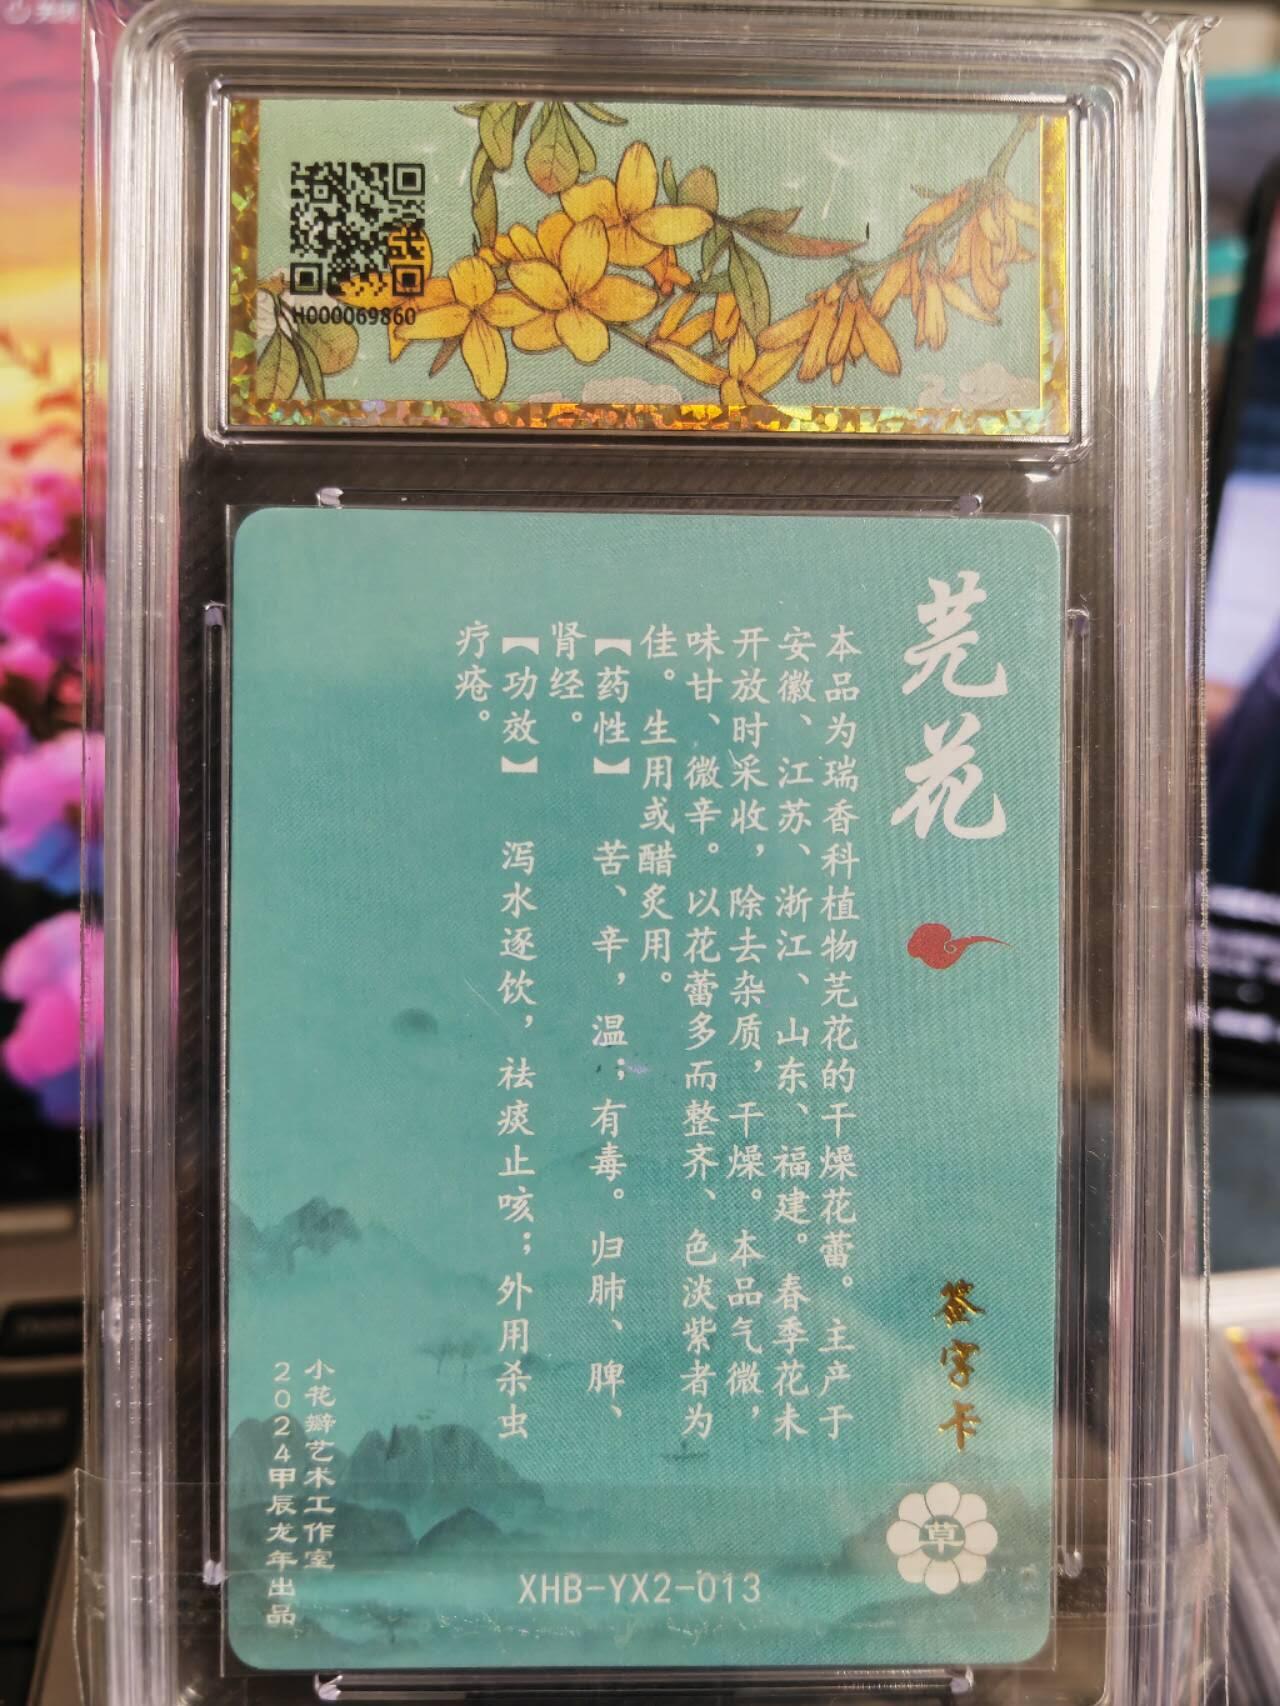 H000069860
芫花
签字卡
草
本品为瑞香科植物芫花的干燥花蕾。主产于
安徽、江苏、浙江、山东、福建。春季花未
开放时采收，除去杂质，干燥。本品气微，
味甘、微辛。以花蕾多而整齐、色淡紫者为
佳。生用或醋炙用。
【药性】 苦、辛，温；有毒。归肺、脾、
肾经。
【功效】 泻水逐饮，祛痰止咳；外用杀虫
疗疮。
小花瓣艺术工作室
2024甲辰龙年出品
XHB-YX2-013